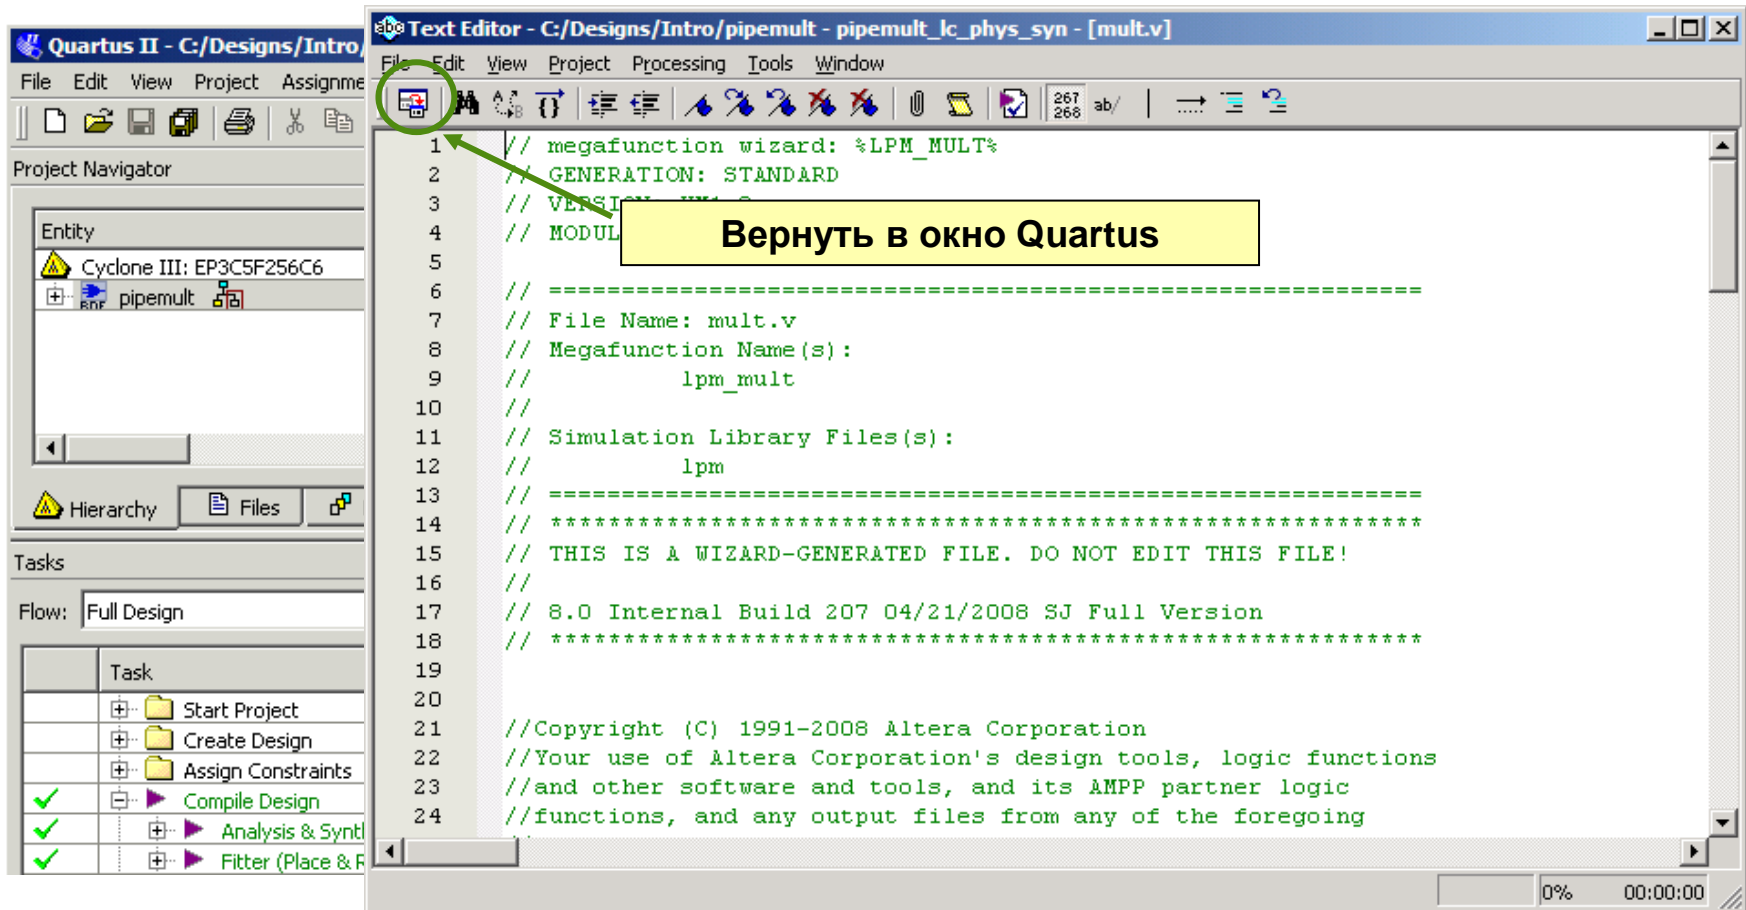 Quartus II - C:/Designs/Intro/
File Edit View Project Assignme
Project Navigator
Entity
Cyclone III: EP3C5F256C6
pipemult
Hierarchy
Files
Tasks
Flow: Full Design
Task
Start Project
Create Design
Assign Constraints
Compile Design
Analysis & Synt
Fitter (Place & R
Text Editor - C:/Designs/Intro/pipemult - pipemult_lc_phys_syn - [mult.v]
File Edit View Project Processing Tools Window
267
268
ab/
1 // megafunction wizard: %LPM_MULT%
2 // GENERATION: STANDARD
3 //
4 // MODUL
Вернуть в окно Quartus
5
6 // ============================================================
7 // File Name: mult.v
8 // Megafunction Name(s):
9 // lpm_mult
10 //
11 // Simulation Library Files(s):
12 // lpm
13 // ============================================================
14 // ************************************************************
15 // THIS IS A WIZARD-GENERATED FILE. DO NOT EDIT THIS FILE!
16 //
17 // 8.0 Internal Build 207 04/21/2008 SJ Full Version
18 // ************************************************************
19
20
21 //Copyright (C) 1991-2008 Altera Corporation
22 //Your use of Altera Corporation's design tools, logic functions
23 //and other software and tools, and its AMPP partner logic
24 //functions, and any output files from any of the foregoing
0% 00:00:00